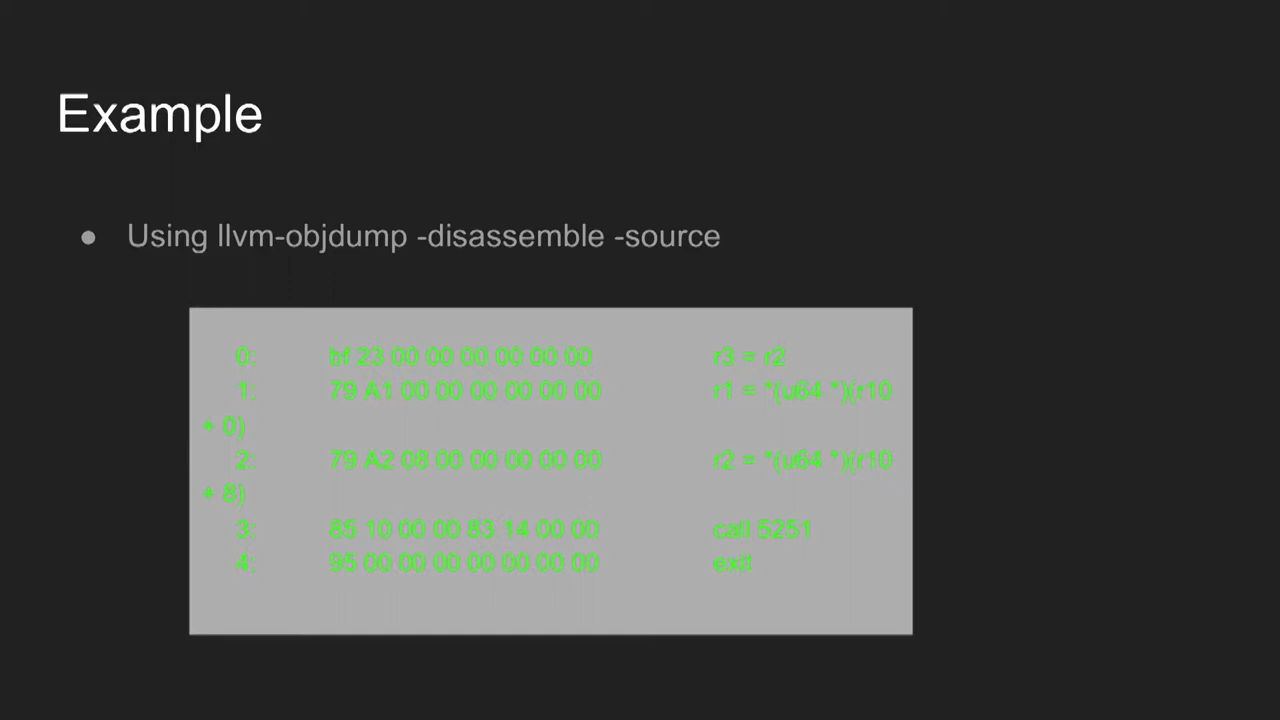 Example
● Using llvm-objdump -disassemble -source
0: bf 23 00 00 00 00 00 00 r3 = r2
1: 79 A1 00 00 00 00 00 00 r1 = *(u64 *)(r10
+ 0)
2: 79 A2 08 00 00 00 00 00 r2 = *(u64 *)(r10
+ 8)
3: 85 10 00 00 83 14 00 00 call 5251
4: 95 00 00 00 00 00 00 00 exit